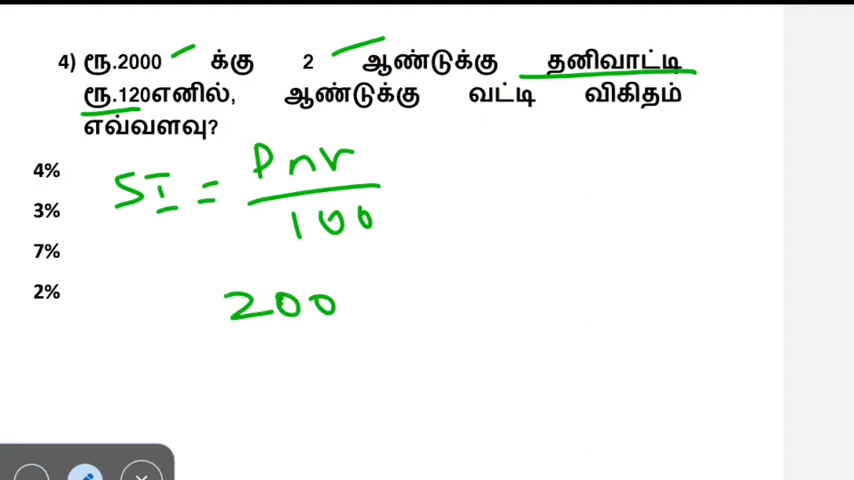 4) ரூ.2000 க்கு 2 ஆண்டுக்கு தனிவாட்டி
ரூ.120எனில், ஆண்டுக்கு வட்டி விகிதம்
எவ்வளவு?
4%
3%
7%
2%
SI = Pnr
100
200